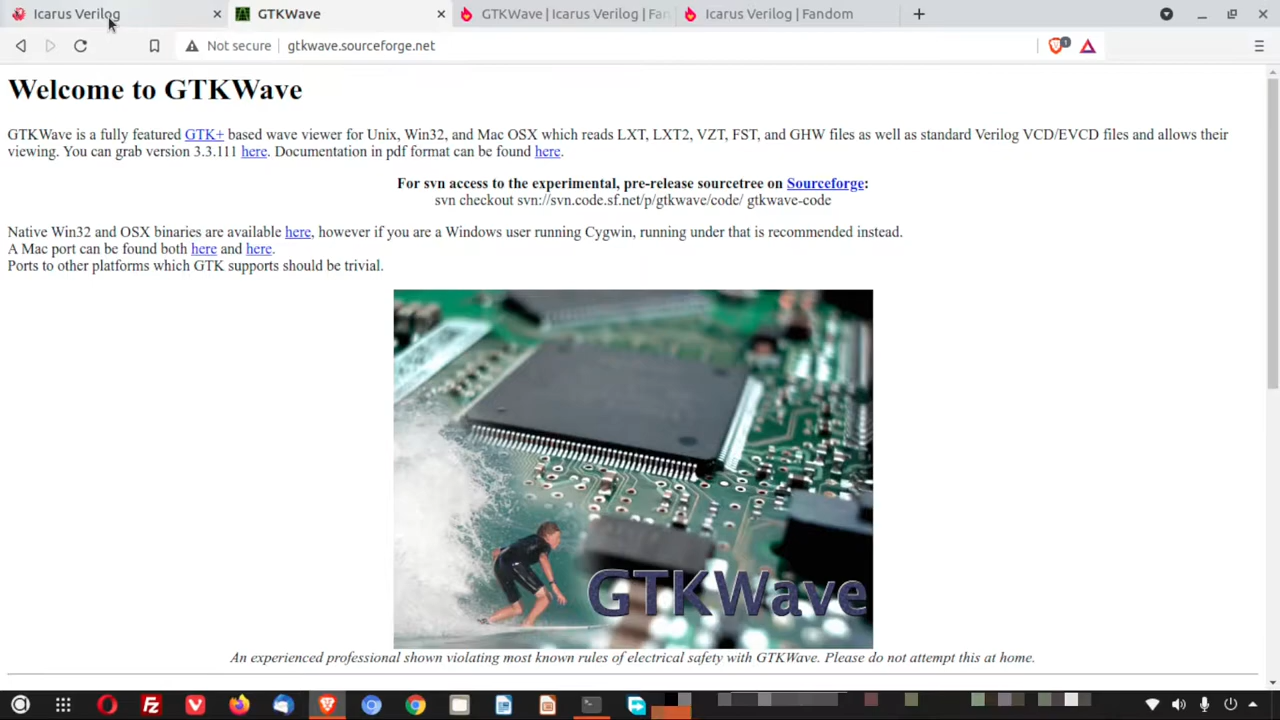 Icarus Verilog
GTKWave
GTKWave | Icarus Verilog | Fan
Icarus Verilog | Fandom
Not secure
gtkwave.sourceforge.net
1
Welcome to GTKWave
GTKWave is a fully featured GTK+ based wave viewer for Unix, Win32, and Mac OSX which reads LXT, LXT2, VZT, FST, and GHW files as well as standard Verilog VCD/EVCD files and allows their
viewing. You can grab version 3.3.111 here. Documentation in pdf format can be found here.
For svn access to the experimental, pre-release sourcetree on Sourceforge:
svn checkout svn://svn.code.sf.net/p/gtkwave/code/ gtkwave-code
Native Win32 and OSX binaries are available here, however if you are a Windows user running Cygwin, running under that is recommended instead.
A Mac port can be found both here and here.
Ports to other platforms which GTK supports should be trivial.
GTKWave
An experienced professional shown violating most known rules of electrical safety with GTKWave. Please do not attempt this at home.